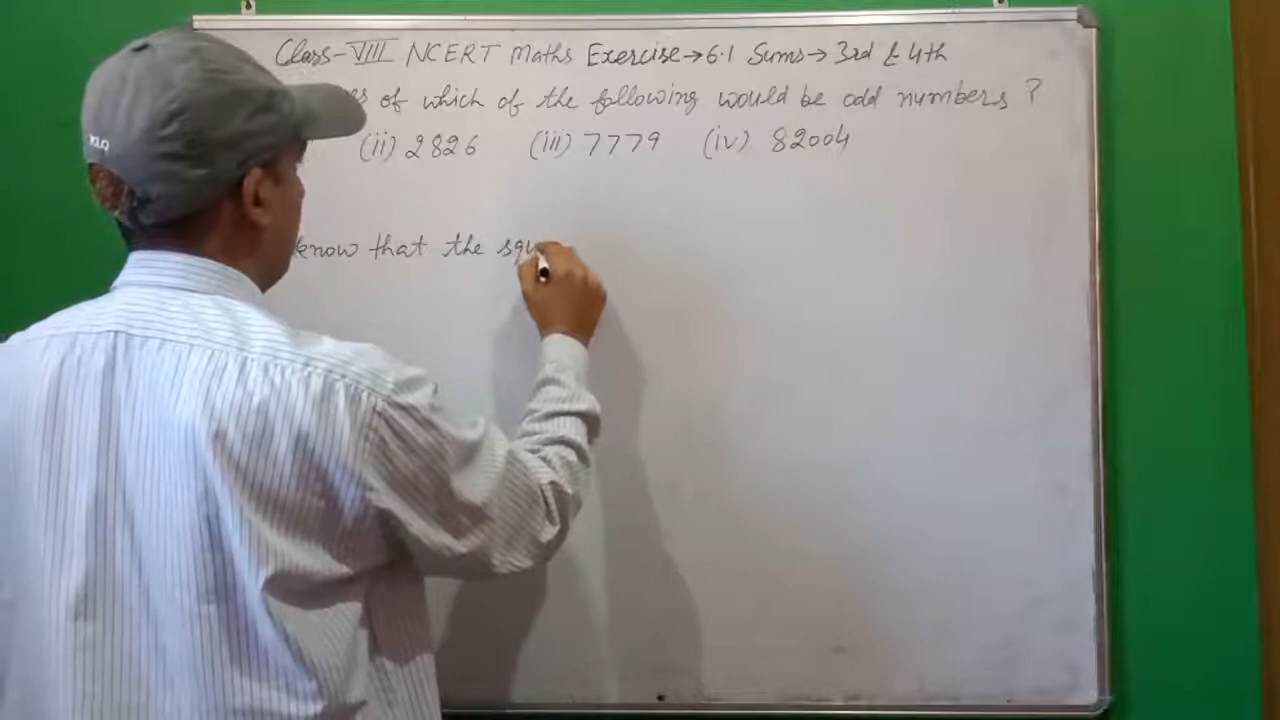 Class-VIII NCERT Maths Exercise→6.1 Sums→3rd & 4th
of which of the following would be odd numbers ?
(ii) 2826 (iii) 7779 (iv) 82004
know that the squ